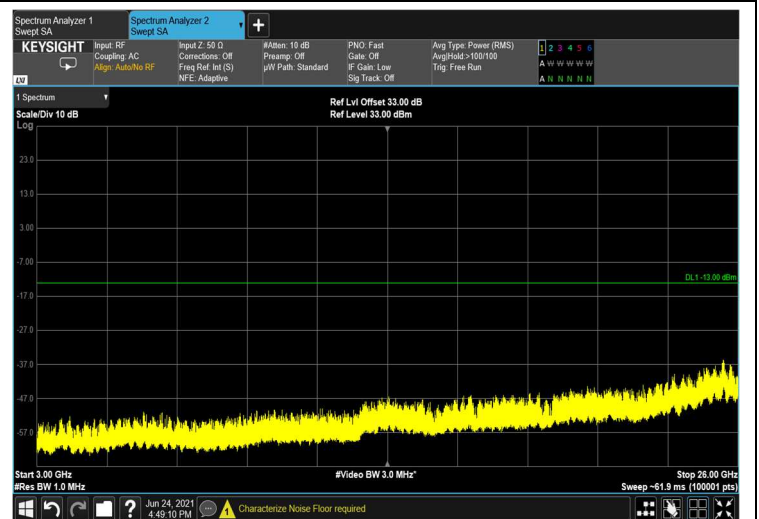 Spectrum Analyzer 1
Swept SA
Spectrum Analyzer 2
Swept SA
+
KEYSIGHT
LXI
Input: RF
Coupling: AC
Align: Auto/No RF
Input Z: 50 Ω
Corrections: Off
Freq Ref: Int (S)
NFE: Adaptive
#Atten: 10 dB
Preamp: Off
µW Path: Standard
PNO: Fast
Gate: Off
IF Gain: Low
Sig Track: Off
Avg Type: Power (RMS)
Avg|Hold:>100/100
Trig: Free Run
1 2 3 4 5 6
A W W W W W
A N N N N N
1 Spectrum
Scale/Div 10 dB
Log
Ref Lvl Offset 33.00 dB
Ref Level 33.00 dBm
23.0
13.0
3.00
-7.00
DL1 -13.00 dBm
-17.0
-27.0
-37.0
-47.0
-57.0
Start 3.00 GHz
#Res BW 1.0 MHz
#Video BW 3.0 MHz*
Stop 26.00 GHz
Sweep ~61.9 ms (100001 pts)
?
Jun 24, 2021
4:49:10 PM
1
Characterize Noise Floor required